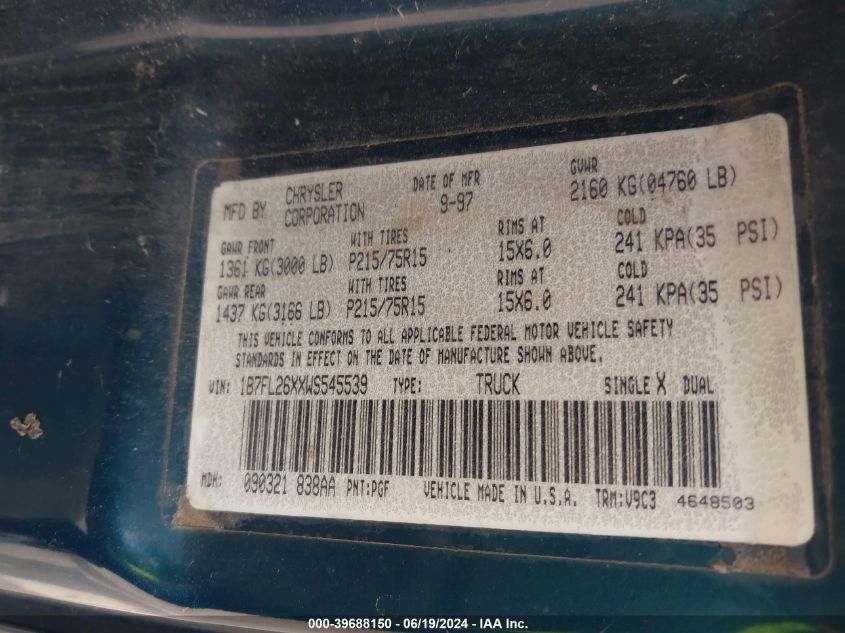 MFD BY CHRYSLER CORPORATION DATE OF MFR 9-97 GVWR 2160 KG(04760 LB)
GAWR FRONT WITH TIRES RIMS AT COLD
1361 KG(3000 LB) P215/75R15 15X6.0 241 KPA(35 PSI)
GAWR REAR WITH TIRES RIMS AT COLD
1437 KG(3166 LB) P215/75R15 15X6.0 241 KPA(35 PSI)
THIS VEHICLE CONFORMS TO ALL APPLICABLE FEDERAL MOTOR VEHICLE SAFETY
STANDARDS IN EFFECT ON THE DATE OF MANUFACTURE SHOWN ABOVE.
VIN: 1B7FL26XXWS545539 TYPE: TRUCK SINGLE X DUAL
MDH: 090321 838AA PNT:PGF VEHICLE MADE IN U.S.A. TRM:V9C3 4648503
000-39688150 - 06/19/2024 - IAA Inc.